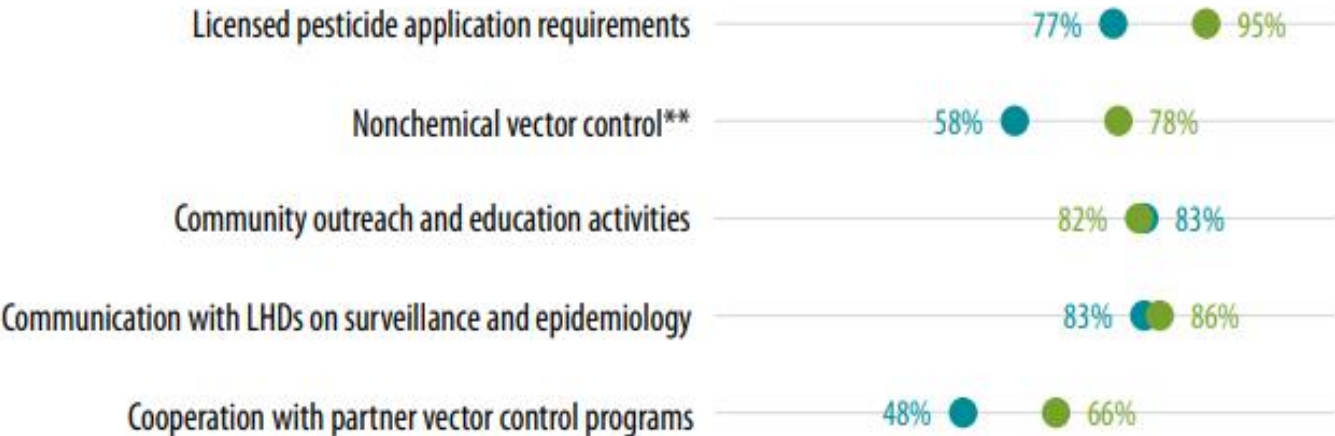 Licensed pesticide application requirements 77% 95%
Nonchemical vector control** 58% 78%
Community outreach and education activities 82% 83%
Communication with LHDs on surveillance and epidemiology 83% 86%
Cooperation with partner vector control programs 48% 66%